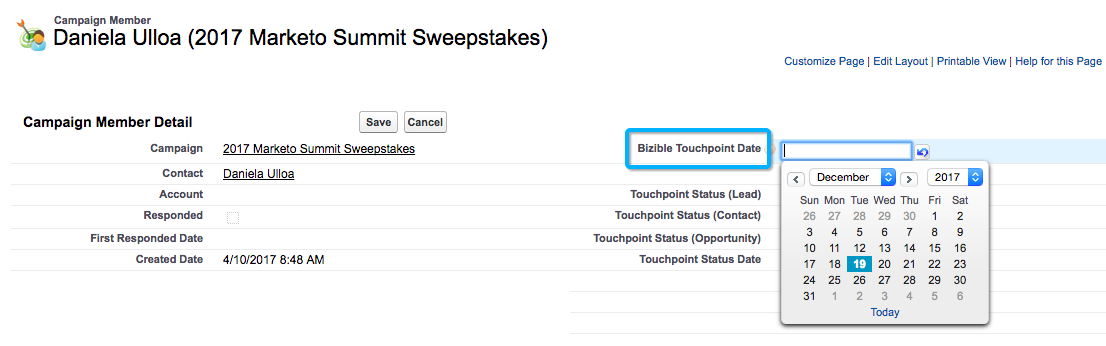 Campaign Member
Daniela Ulloa (2017 Marketo Summit Sweepstakes)
Customize Page | Edit Layout | Printable View | Help for this Page
Campaign Member Detail
Save Cancel
Campaign 2017 Marketo Summit Sweepstakes
Contact Daniela Ulloa
Account
Responded
First Responded Date
Created Date 4/10/2017 8:48 AM
Bizible Touchpoint Date
Touchpoint Status (Lead)
Touchpoint Status (Contact)
Touchpoint Status (Opportunity)
Touchpoint Status Date
December 2017
Sun Mon Tue Wed Thu Fri Sat
26 27 28 29 30 1 2
3 4 5 6 7 8 9
10 11 12 13 14 15 16
17 18 19 20 21 22 23
24 25 26 27 28 29 30
31 1 2 3 4 5 6
Today